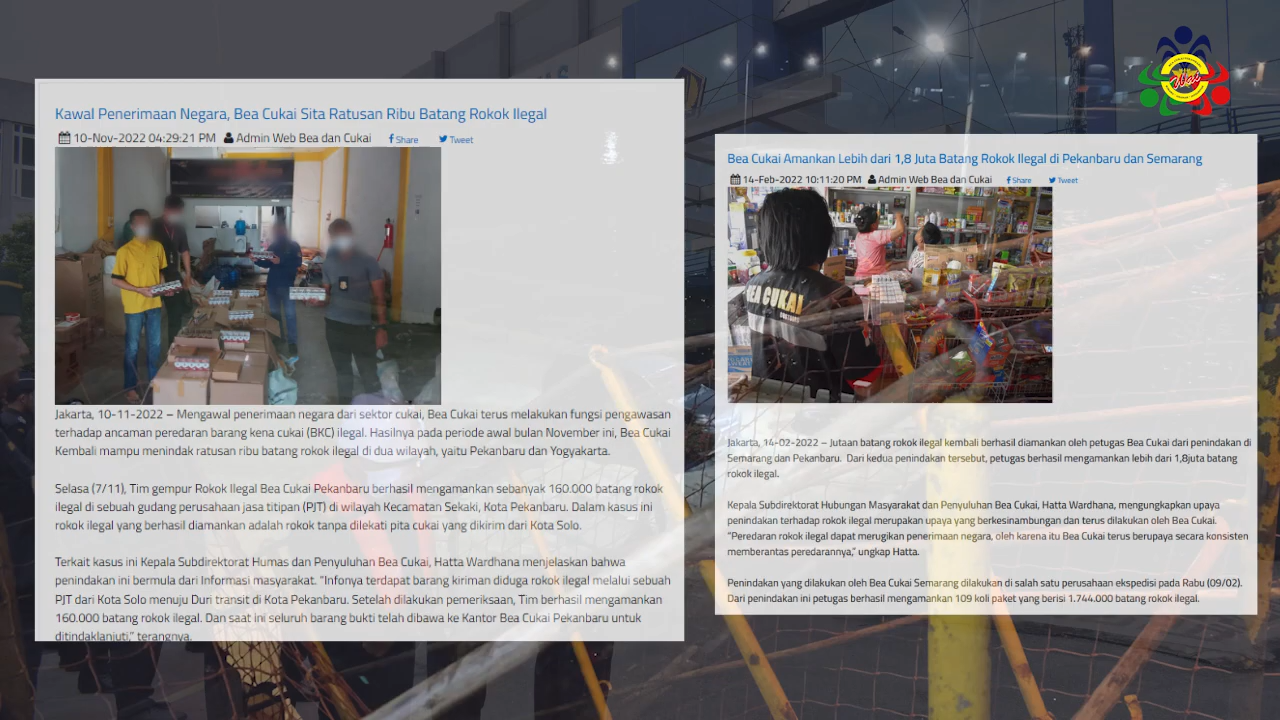 Kawal Penerimaan Negara, Bea Cukai Sita Ratusan Ribu Batang Rokok Ilegal
10-Nov-2022 04:29:21 PM Admin Web Bea dan Cukai Share Tweet
Jakarta, 10-11-2022 – Mengawal penerimaan negara dari sektor cukai, Bea Cukai terus melakukan fungsi pengawasan
terhadap ancaman peredaran barang kena cukai (BKC) ilegal. Hasilnya pada periode awal bulan November ini, Bea Cukai
Kembali mampu menindak ratusan ribu batang rokok ilegal di dua wilayah, yaitu Pekanbaru dan Yogyakarta.
Selasa (7/11), Tim gempur Rokok Ilegal Bea Cukai Pekanbaru berhasil mengamankan sebanyak 160.000 batang rokok
ilegal di sebuah gudang perusahaan jasa titipan (PJT) di wilayah Kecamatan Sekaki, Kota Pekanbaru. Dalam kasus ini
rokok ilegal yang berhasil diamankan adalah rokok tanpa dilekati pita cukai yang dikirim dari Kota Solo.
Terkait kasus ini Kepala Subdirektorat Humas dan Penyuluhan Bea Cukai, Hatta Wardhana menjelaskan bahwa
penindakan ini bermula dari Informasi masyarakat. “Infonya terdapat barang kiriman diduga rokok ilegal melalui sebuah
PJT dari Kota Solo menuju Duri transit di Kota Pekanbaru. Setelah dilakukan pemeriksaan, Tim berhasil mengamankan
160.000 batang rokok ilegal. Dan saat ini seluruh barang bukti telah dibawa ke Kantor Bea Cukai Pekanbaru untuk
ditindaklanjuti,” terangnya.
Wai
Bea Cukai Amankan Lebih dari 1,8 Juta Batang Rokok Ilegal di Pekanbaru dan Semarang
14-Feb-2022 10:11:20 PM Admin Web Bea dan Cukai Share Tweet
BEA CUKAI
Jakarta, 14-02-2022 – Jutaan batang rokok ilegal kembali berhasil diamankan oleh petugas Bea Cukai dari penindakan di
Semarang dan Pekanbaru. Dari kedua penindakan tersebut, petugas berhasil mengamankan lebih dari 1,8juta batang
rokok ilegal.
Kepala Subdirektorat Hubungan Masyarakat dan Penyuluhan Bea Cukai, Hatta Wardhana, mengungkapkan upaya
penindakan terhadap rokok ilegal merupakan upaya yang berkesinambungan dan terus dilakukan oleh Bea Cukai.
“Peredaran rokok ilegal dapat merugikan penerimaan negara, oleh karena itu Bea Cukai terus berupaya secara konsisten
memberantas peredarannya,” ungkap Hatta.
Penindakan yang dilakukan oleh Bea Cukai Semarang dilakukan di salah satu perusahaan ekspedisi pada Rabu (09/02).
Dari penindakan ini petugas berhasil mengamankan 109 koli paket yang berisi 1.744.000 batang rokok ilegal.